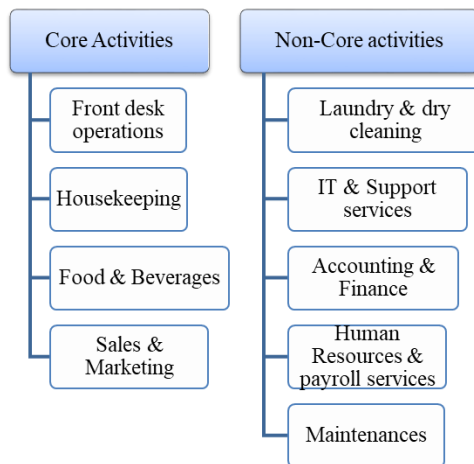 Core Activities
Front desk
operations
Housekeeping
Food & Beverages
Sales &
Marketing
Non-Core activities
Laundry & dry
cleaning
IT & Support
services
Accounting &
Finance
Human
Resources &
payroll services
Maintenances